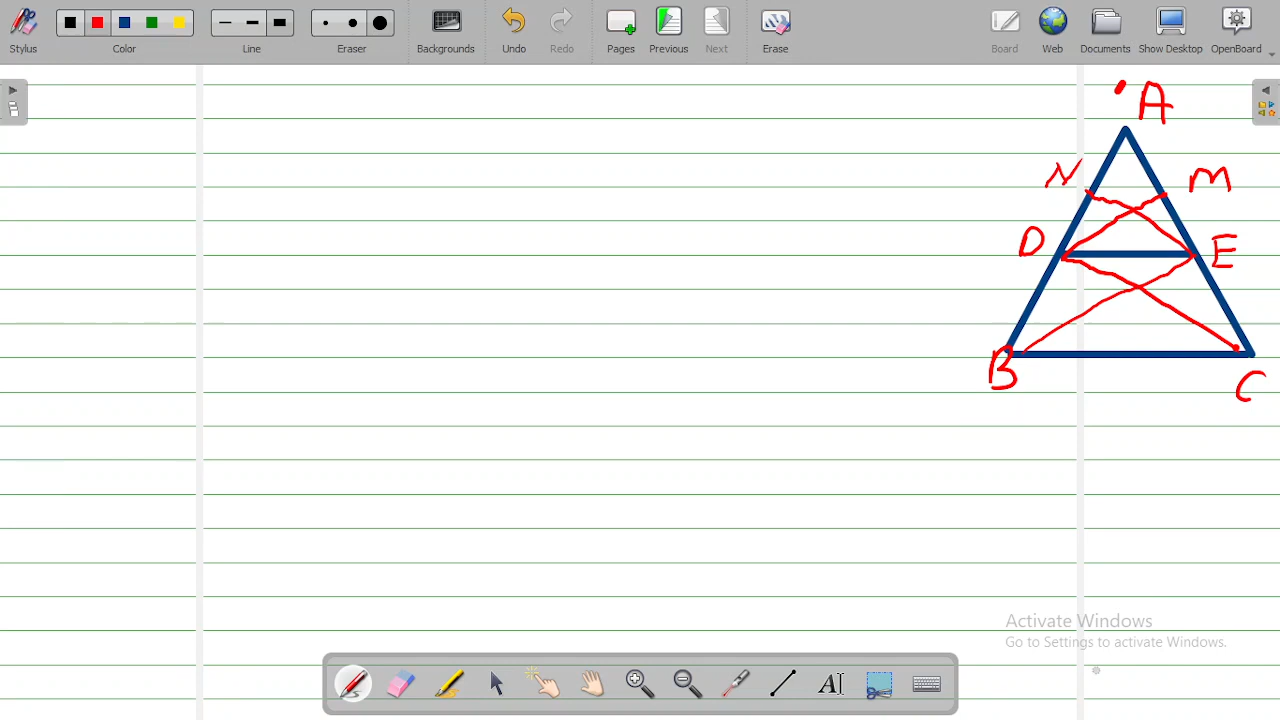 Stylus
Color
Line
Eraser
Backgrounds
Undo
Redo
Pages
Previous
Next
Erase
Board
Web
Documents
Show Desktop
OpenBoard
A
N
M
D
E
B
C
Activate Windows
Go to Settings to activate Windows.
AI